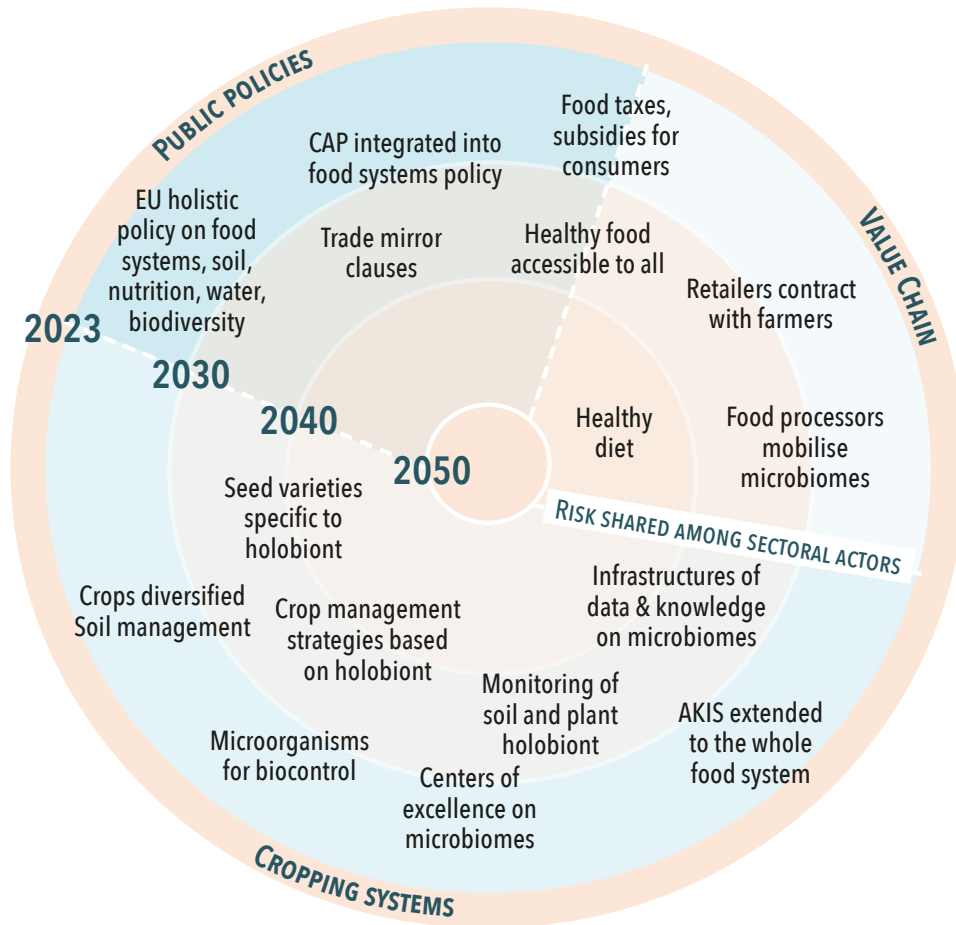 PUBLIC POLICIES
CAP integrated into
food systems policy
Food taxes,
subsidies for
consumers
EU holistic
policy on food
systems, soil,
nutrition, water,
biodiversity
Trade mirror
clauses
Healthy food
accessible to all
VALUE CHAIN
Retailers contract
with farmers
2023
2030
2040
2050
Healthy
diet
Food processors
mobilise
microbiomes
RISK SHARED AMONG SECTORAL ACTORS
Seed varieties
specific to
holobiont
Crops diversified
Soil management
Crop management
strategies based
on holobiont
Infrastructures of
data & knowledge
on microbiomes
Monitoring of
soil and plant
holobiont
AKIS extended
to the whole
food system
Microorganisms
for biocontrol
Centers of
excellence on
microbiomes
CROPPING SYSTEMS